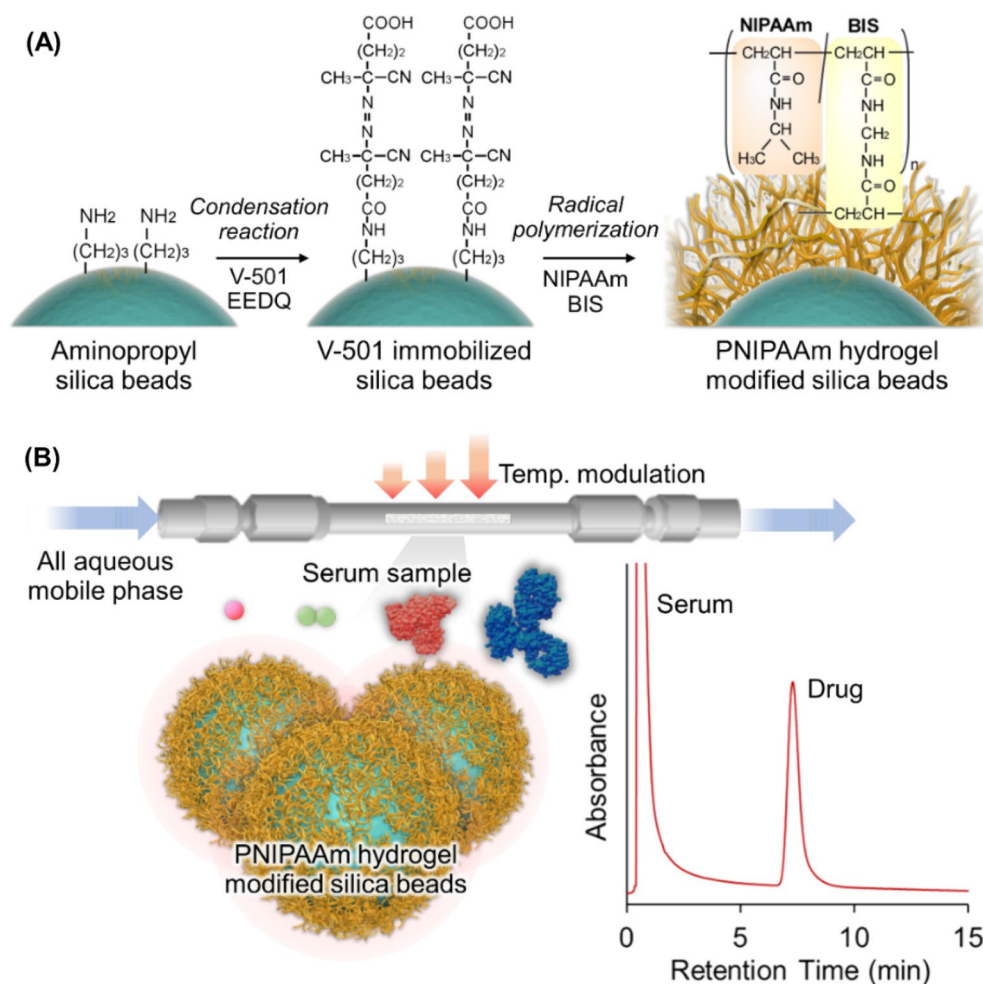 (A)
NH2 NH2
(CH2)3 (CH2)3
Aminopropyl
silica beads
Condensation
reaction
V-501
EEDQ
COOH COOH
(CH2)2 (CH2)2
CH3—C—CN CH3—C—CN
N N
N N
CH3—C—CN CH3—C—CN
(CH2)2 (CH2)2
CO CO
NH NH
(CH2)3 (CH2)3
V-501 immobilized
silica beads
Radical
polymerization
NIPAAm
BIS
NIPAAm BIS
CH2CH CH2CH
C=O C=O
NH NH
CH CH2
H3C CH3 NH
n
C=O
CH2CH
PNIPAAm hydrogel
modified silica beads
(B)
Temp. modulation
All aqueous
mobile phase
Serum sample
PNIPAAm hydrogel
modified silica beads
Serum
Drug
Absorbance
0 5 10 15
Retention Time (min)